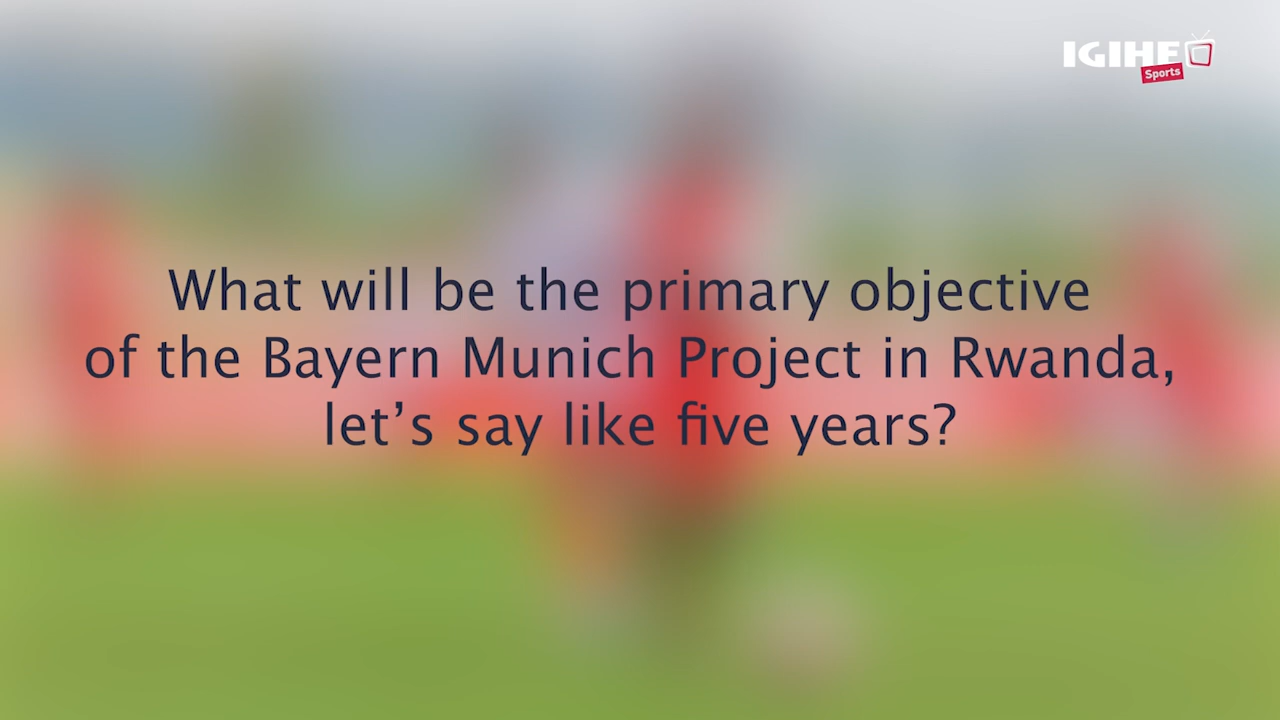 IGIHE
Sports
What will be the primary objective
of the Bayern Munich Project in Rwanda,
let’s say like five years?